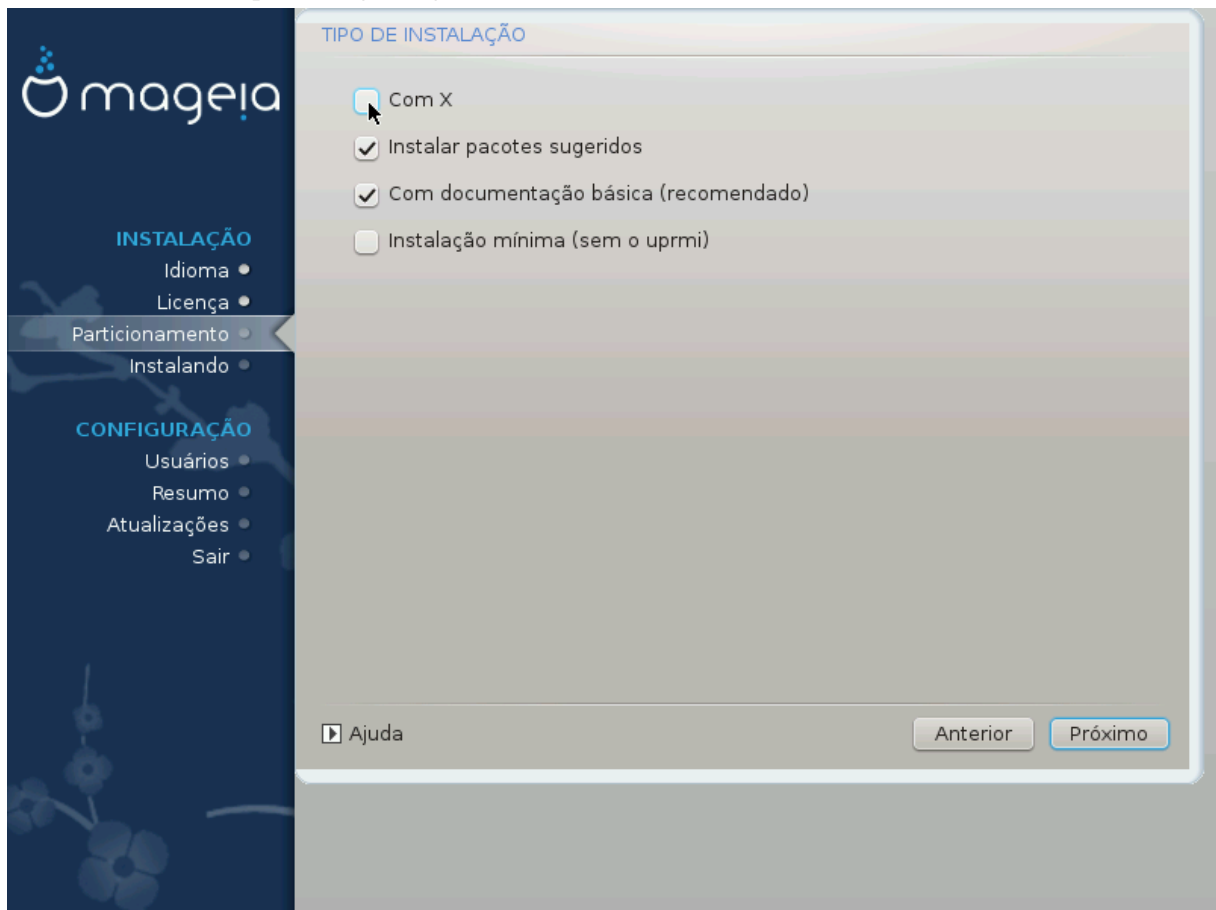 mageia
INSTALAÇÃO
Idioma
Licença
Particionamento
Instalando
CONFIGURAÇÃO
Usuários
Resumo
Atualizações
Sair
TIPO DE INSTALAÇÃO
Com X
Instalar pacotes sugeridos
Com documentação básica (recomendado)
Instalação mínima (sem o uprmi)
Ajuda
Anterior
Próximo